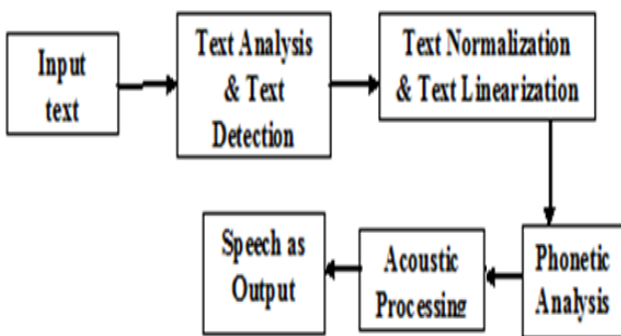 Input
text
Text Analysis
& Text
Detection
Text Normalization
& Text Linearization
Phonetic
Analysis
Acoustic
Processing
Speech as
Output